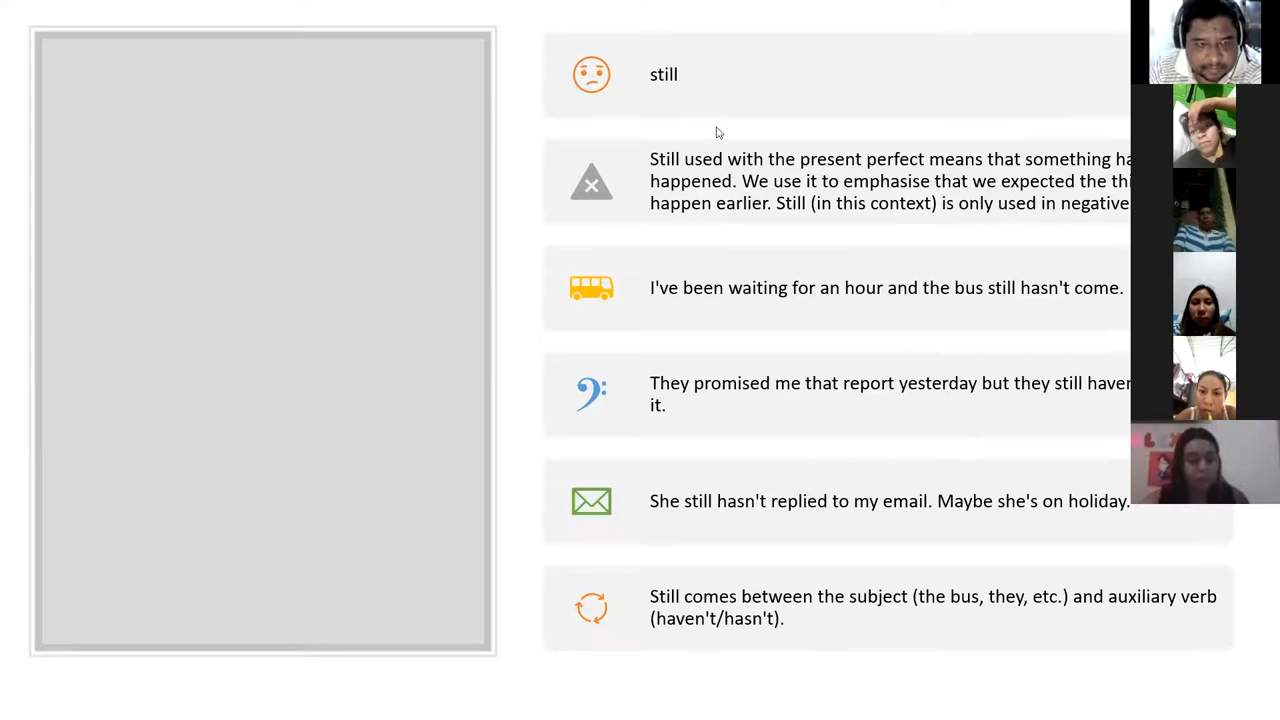 still
Still used with the present perfect means that something
happened. We use it to emphasise that we expected the
happen earlier. Still (in this context) is only used in negative
I've been waiting for an hour and the bus still hasn't come.
They promised me that report yesterday but they still
it.
She still hasn't replied to my email. Maybe she's on holiday.
Still comes between the subject (the bus, they, etc.) and auxiliary verb
(haven't/hasn't).